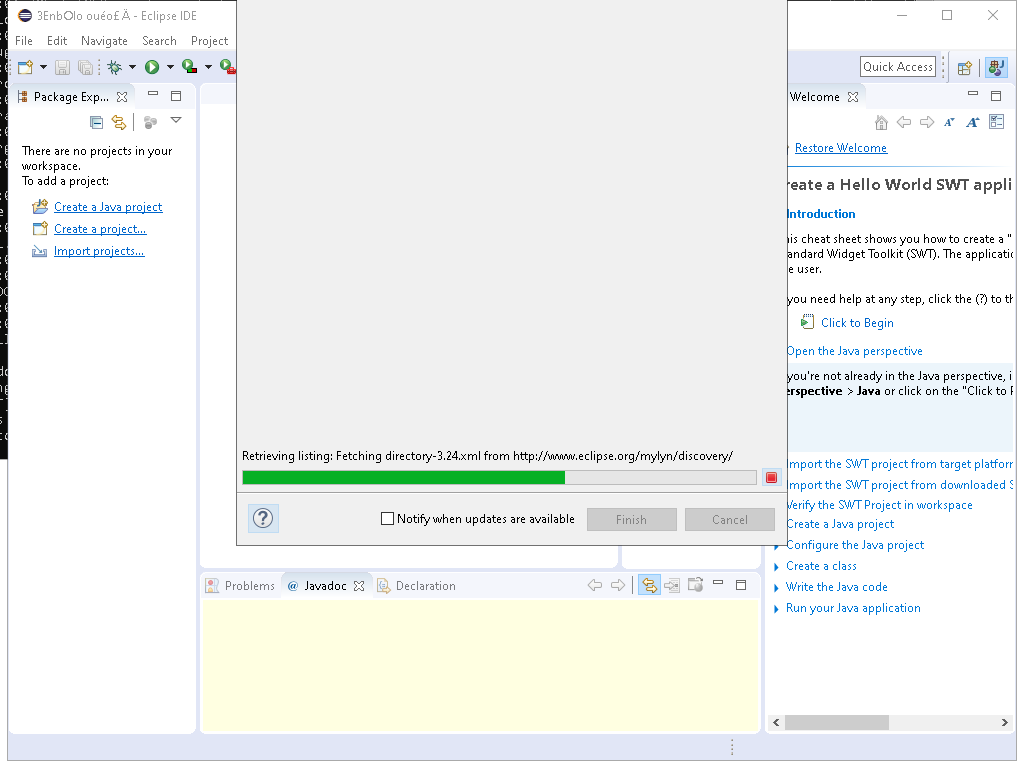 3EnbOlo ouéo£Ä - Eclipse IDE
File Edit Navigate Search Project
Quick Access
Package Exp...
Welcome
There are no projects in your
workspace.
To add a project:
Create a Java project
Create a project...
Import projects...
Restore Welcome
reate a Hello World SWT appli
Introduction
is cheat sheet shows you how to create a "
andard Widget Toolkit (SWT). The applicatio
e user.
you need help at any step, click the (?) to th
Click to Begin
Open the Java perspective
you're not already in the Java perspective, i
erspective > Java or click on the "Click to P
Import the SWT project from target platform
Import the SWT project from downloaded S
Verify the SWT Project in workspace
Create a Java project
Configure the Java project
Create a class
Write the Java code
Run your Java application
Retrieving listing: Fetching directory-3.24.xml from http://www.eclipse.org/mylyn/discovery/
Notify when updates are available
Finish
Cancel
Problems
@ Javadoc
Declaration